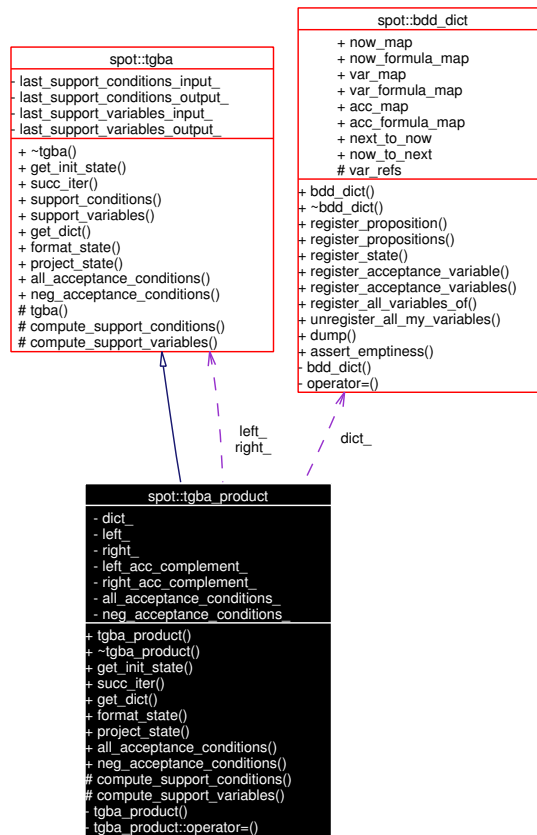 spot::tgba
- last_support_conditions_input_
- last_support_conditions_output_
- last_support_variables_input_
- last_support_variables_output_
+ ~tgba()
+ get_init_state()
+ succ_iter()
+ support_conditions()
+ support_variables()
+ get_dict()
+ format_state()
+ project_state()
+ all_acceptance_conditions()
+ neg_acceptance_conditions()
# tgba()
# compute_support_conditions()
# compute_support_variables()
spot::bdd_dict
+ now_map
+ now_formula_map
+ var_map
+ var_formula_map
+ acc_map
+ acc_formula_map
+ next_to_now
+ now_to_next
# var_refs
+ bdd_dict()
+ ~bdd_dict()
+ register_proposition()
+ register_propositions()
+ register_state()
+ register_acceptance_variable()
+ register_acceptance_variables()
+ register_all_variables_of()
+ unregister_all_my_variables()
+ dump()
+ assert_emptiness()
- bdd_dict()
- operator=()
left_
right_
dict_
spot::tgba_product
- dict_
- left_
- right_
- left_acc_complement_
- right_acc_complement_
- all_acceptance_conditions_
- neg_acceptance_conditions_
+ tgba_product()
+ ~tgba_product()
+ get_init_state()
+ succ_iter()
+ get_dict()
+ format_state()
+ project_state()
+ all_acceptance_conditions()
+ neg_acceptance_conditions()
# compute_support_conditions()
# compute_support_variables()
- tgba_product()
- tgba_product::operator=()